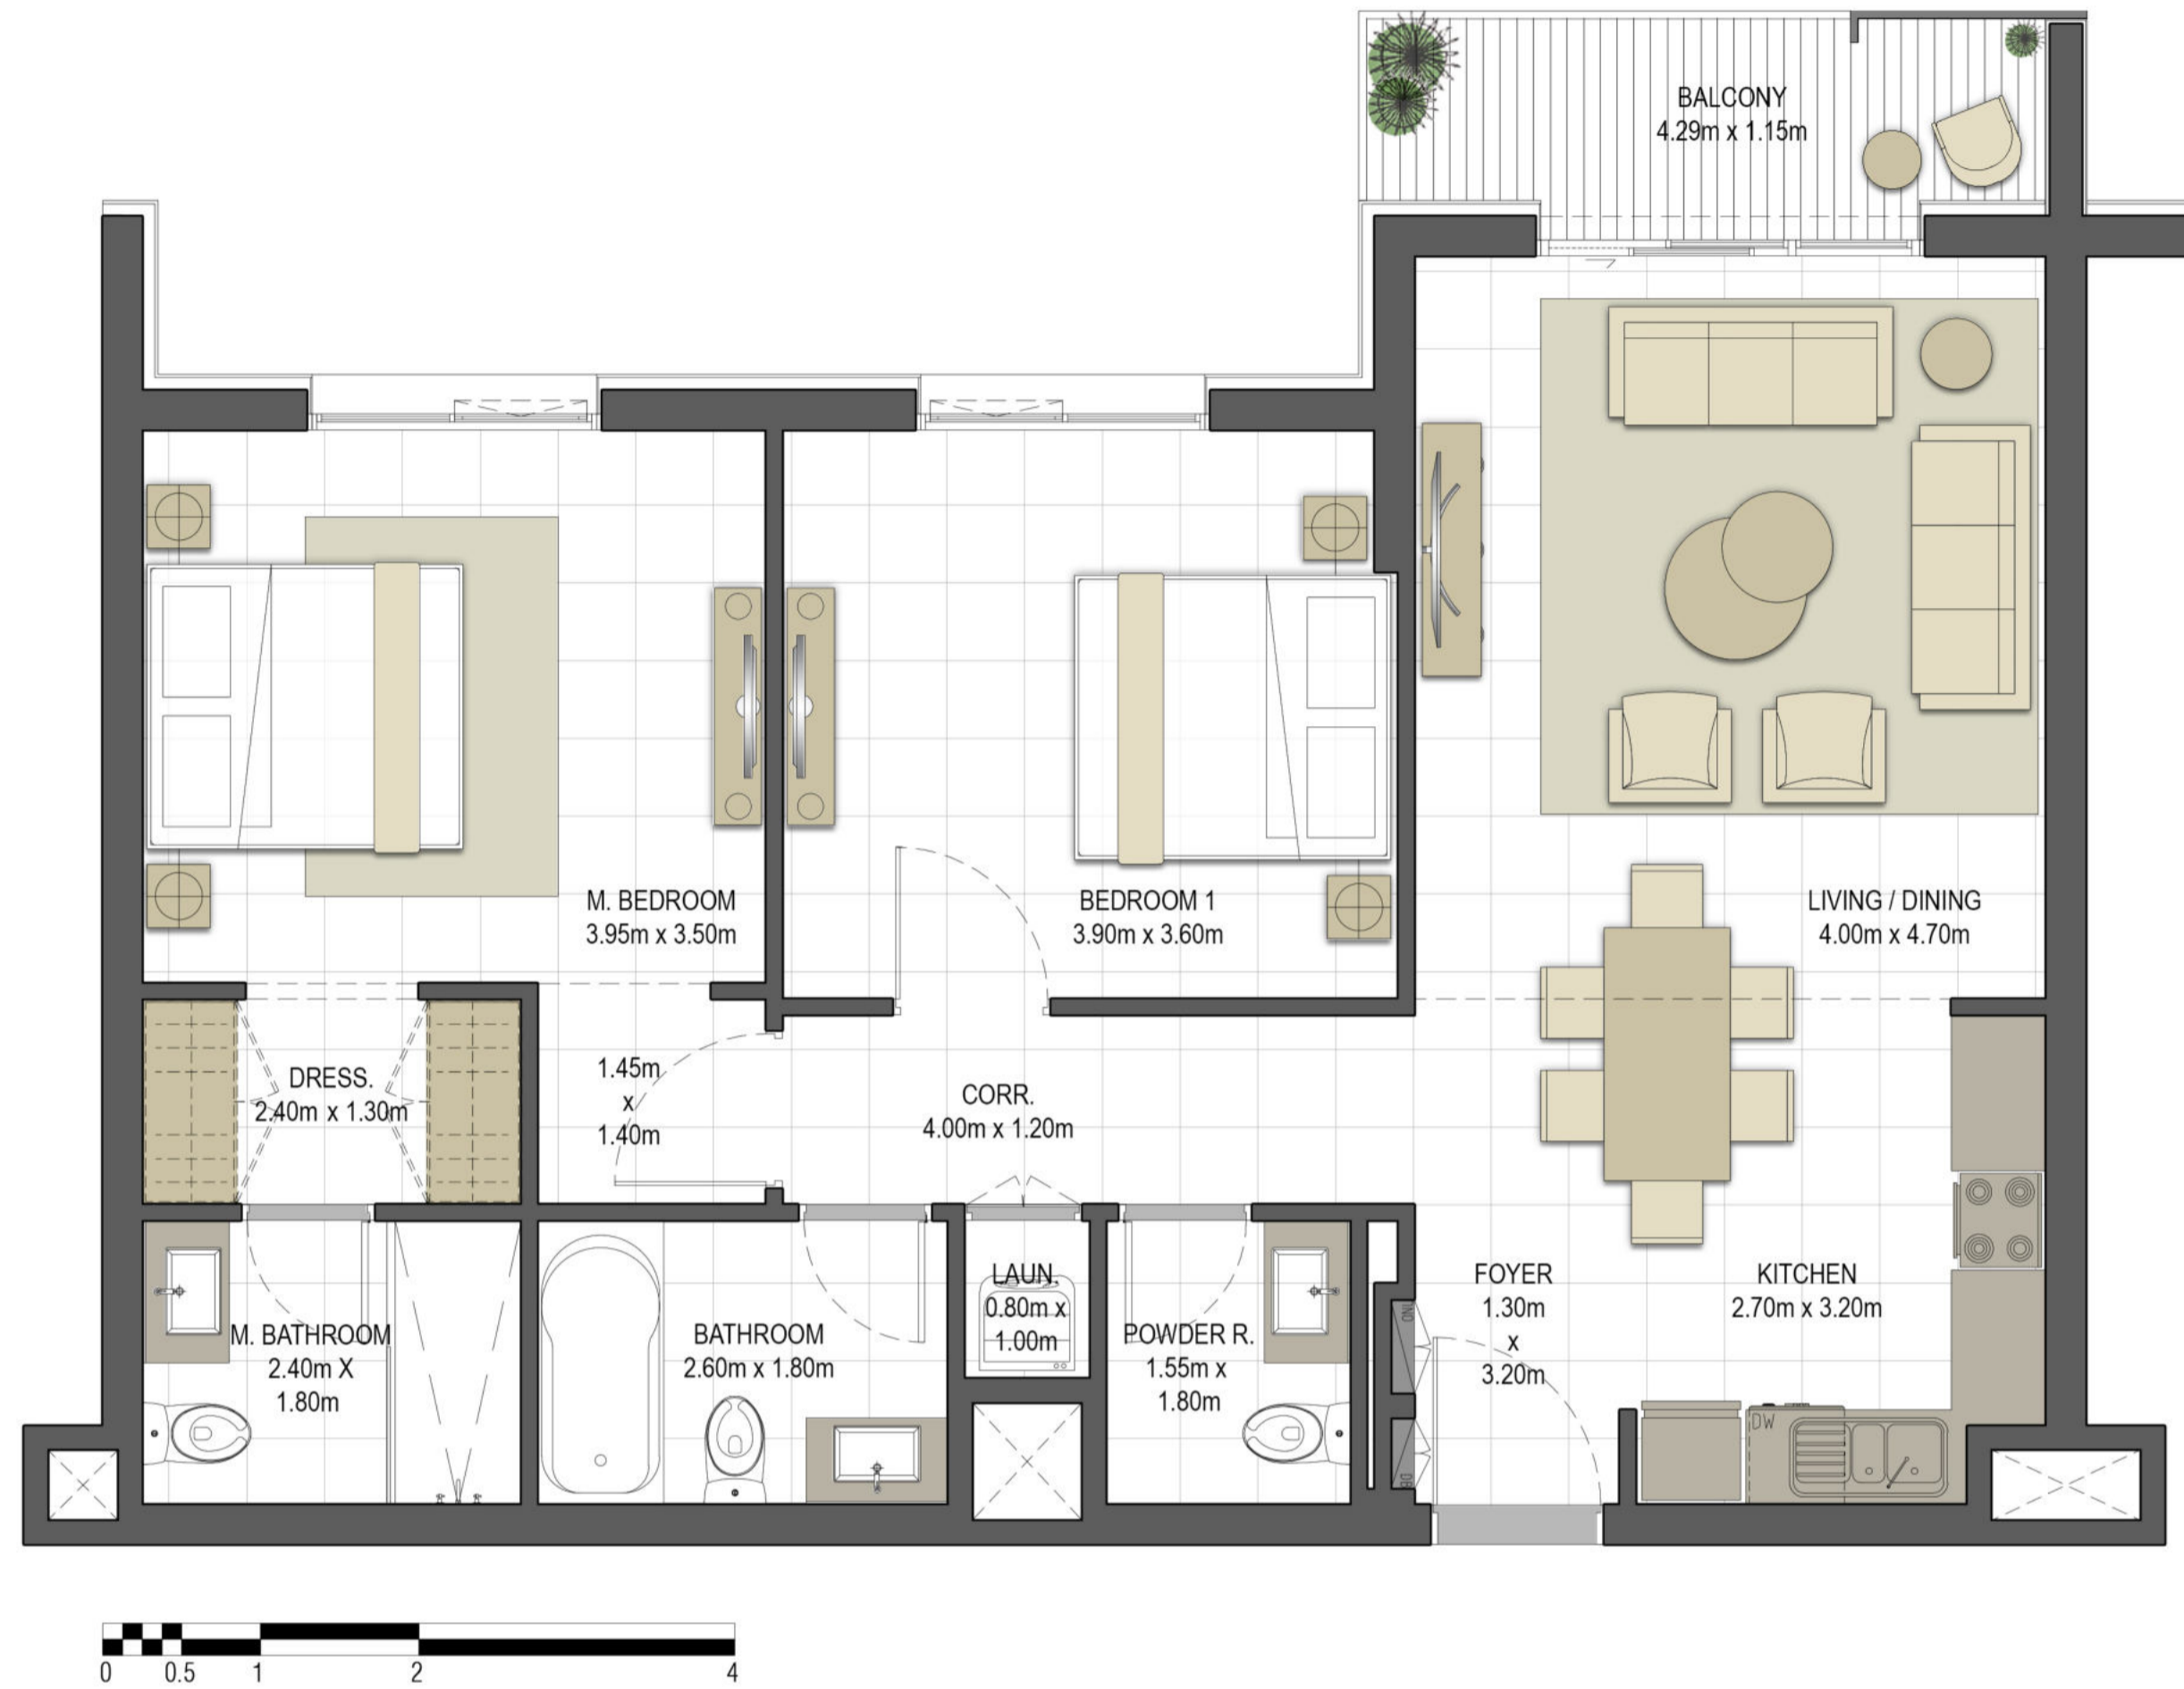 BALCONY
4.29m x 1.15m
M. BEDROOM
3.95m x 3.50m
BEDROOM 1
3.90m x 3.60m
LIVING / DINING
4.00m x 4.70m
DRESS.
2.40m x 1.30m
1.45m
x
1.40m
CORR.
4.00m x 1.20m
M. BATHROOM
2.40m X
1.80m
BATHROOM
2.60m x 1.80m
LAUN.
0.80m x
1.00m
POWDER R.
1.55m x
1.80m
FOYER
1.30m
x
3.20m
KITCHEN
2.70m x 3.20m
DW
DB
0 0.5 1 2 4